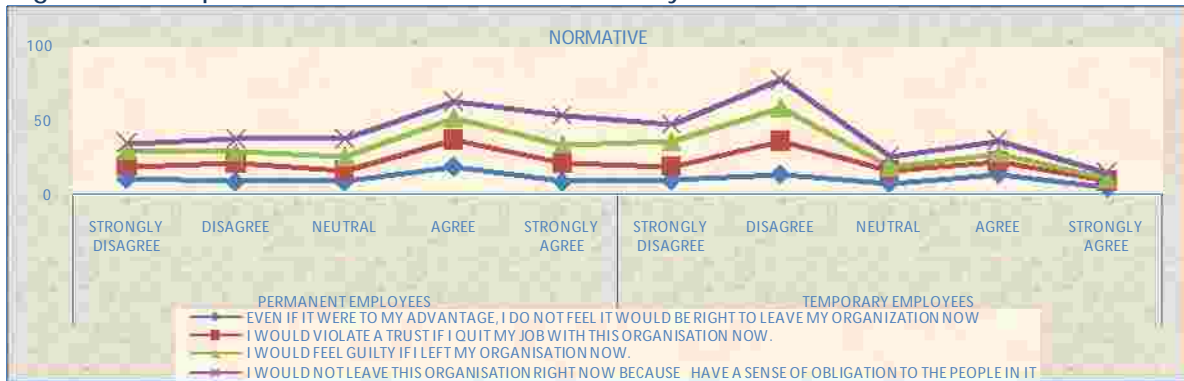 NORMATIVE
100
50
0
STRONGLY DISAGREE
DISAGREE
NEUTRAL
AGREE
STRONGLY AGREE
STRONGLY DISAGREE
DISAGREE
NEUTRAL
AGREE
STRONGLY AGREE
PERMANENT EMPLOYEES
TEMPORARY EMPLOYEES
EVEN IF IT WERE TO MY ADVANTAGE, I DO NOT FEEL IT WOULD BE RIGHT TO LEAVE MY ORGANIZATION NOW
I WOULD VIOLATE A TRUST IF I QUIT MY JOB WITH THIS ORGANISATION NOW.
I WOULD FEEL GUILTY IF I LEFT MY ORGANISATION NOW.
I WOULD NOT LEAVE THIS ORGANISATION RIGHT NOW BECAUSE HAVE A SENSE OF OBLIGATION TO THE PEOPLE IN IT